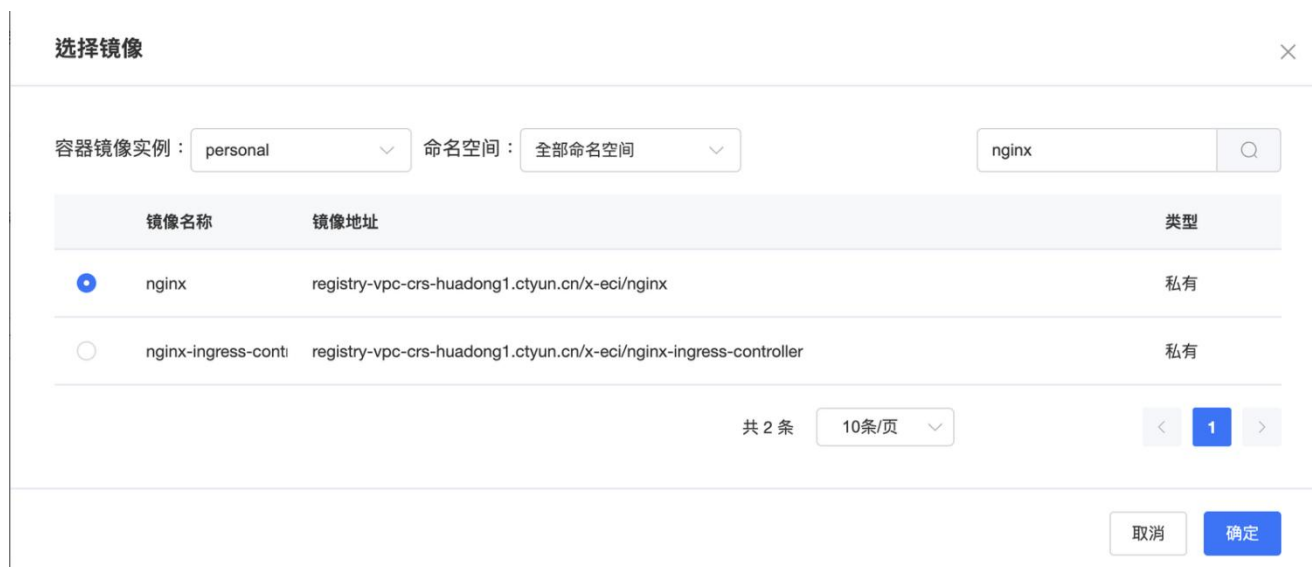 选择镜像
容器镜像实例： personal 命名空间： 全部命名空间 nginx
镜像名称 镜像地址 类型
nginx registry-vpc-crs-huadong1.ctyun.cn/x-eci/nginx 私有
nginx-ingress-cont registry-vpc-crs-huadong1.ctyun.cn/x-eci/nginx-ingress-controller 私有
共 2 条 10条/页 1
取消 确定